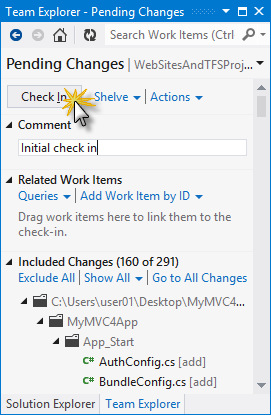 Team Explorer - Pending Changes
Search Work Items (Ctrl
Pending Changes | WebSitesAndTFSProj...
Check In Shelve Actions
Comment
Initial check in
Related Work Items
Queries Add Work Item by ID
Drag work items here to link them to the
check-in.
Included Changes (160 of 291)
Exclude All Show All Go to All Changes
C:\Users\user01\Desktop\MyMVC4...
MyMVC4App
App_Start
C# AuthConfig.cs [add]
C# BundleConfig.cs [add]
Solution Explorer Team Explorer